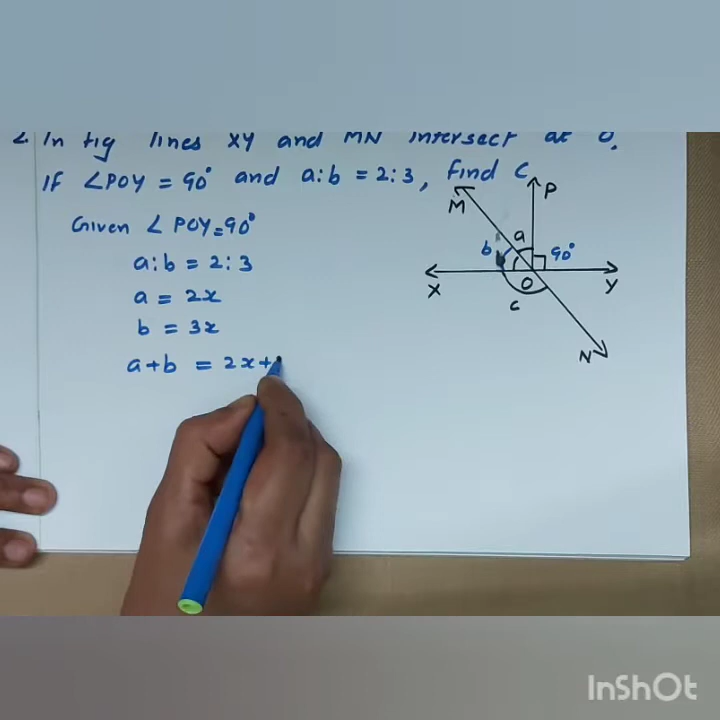 2. In fig lines XY and MN intersect at O.
If ∠POY = 90° and a:b = 2:3, Find C
Given ∠POY=90°
a:b = 2:3
a = 2x
b = 3x
a+b = 2x+
M
P
a
b
90°
X
O
Y
C
N
InShOt